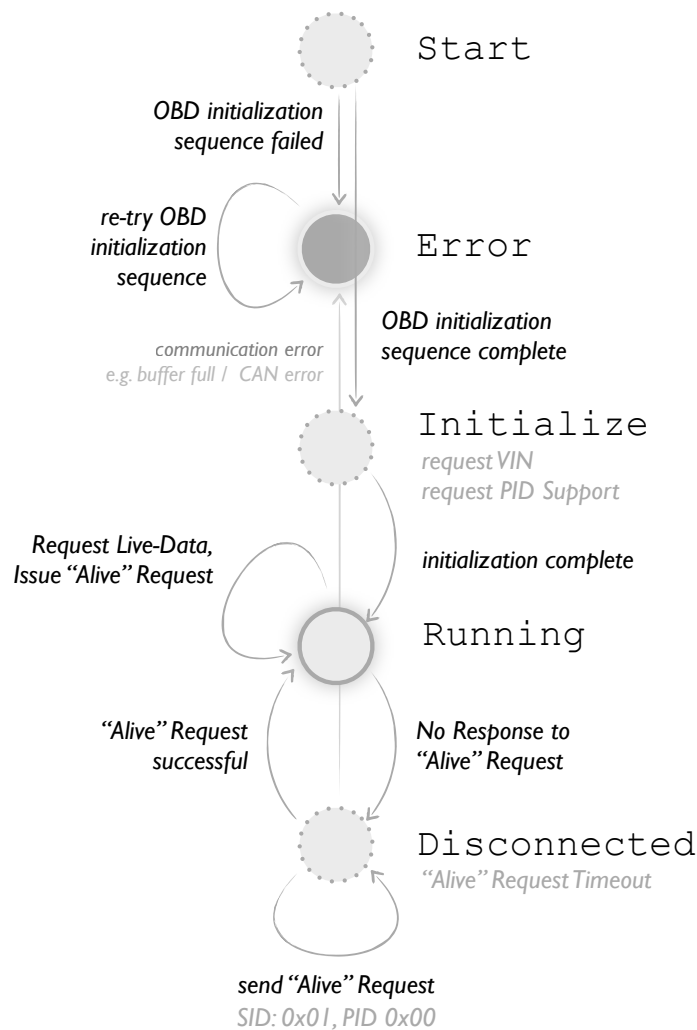 Start
OBD initialization
sequence failed
re-try OBD
initialization
sequence
Error
OBD initialization
sequence complete
communication error
e.g. buffer full / CAN error
Initialize
request VIN
request PID Support
Request Live-Data,
Issue “Alive” Request
initialization complete
Running
“Alive” Request
successful
No Response to
“Alive” Request
Disconnected
“Alive” Request Timeout
send “Alive” Request
SID: 0x01, PID 0x00